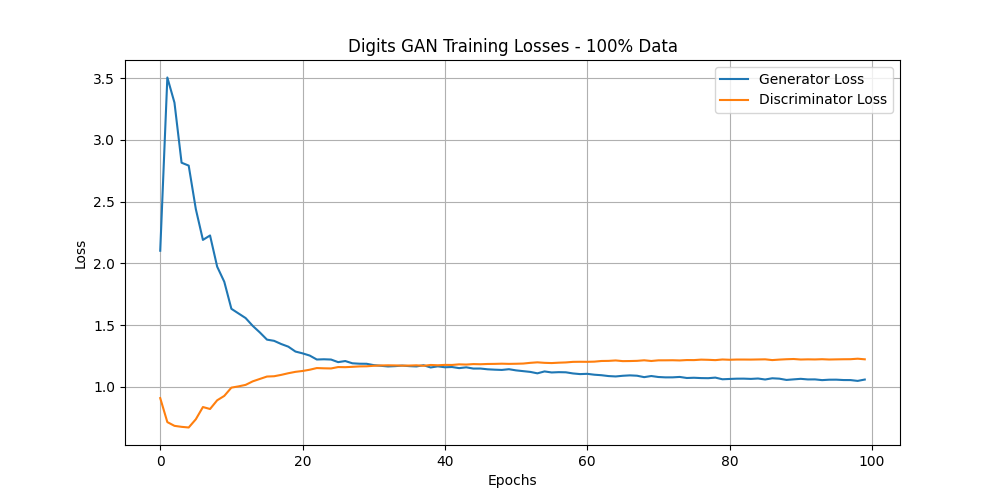 Digits GAN Training Losses - 100% Data
Generator Loss
Discriminator Loss
Loss
3.5
3.0
2.5
2.0
1.5
1.0
0
20
40
60
80
100
Epochs